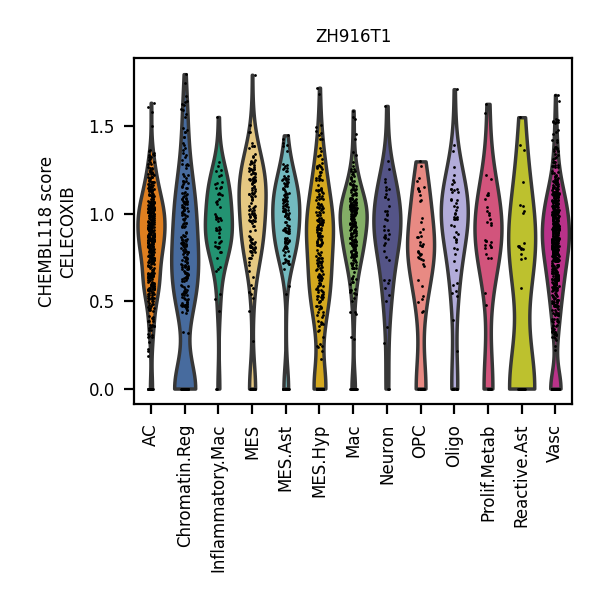 ZH916T1
CHEMBL118 score
CELECOXIB
1.5
1.0
0.5
0.0
AC
Chromatin.Reg
Inflammatory.Mac
MES
MES.Ast
MES.Hyp
Mac
Neuron
OPC
Oligo
Prolif.Metab
Reactive.Ast
Vasc